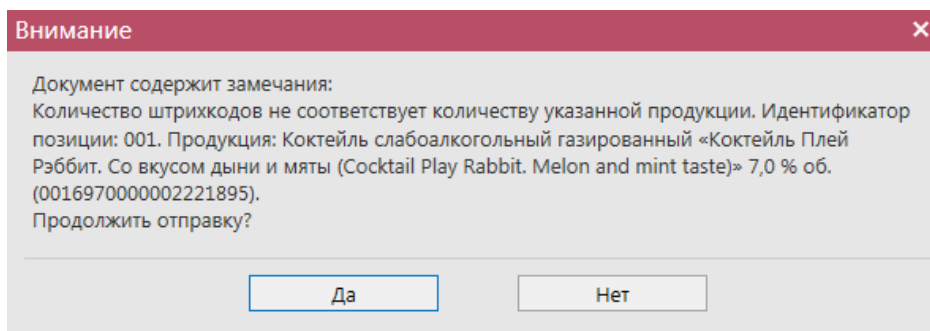 Внимание
Документ содержит замечания:
Количество штрихкодов не соответствует количеству указанной продукции. Идентификатор
позиции: 001. Продукция: Коктейль слабоалкогольный газированный «Коктейль Плей
Рэббит. Со вкусом дыни и мяты (Cocktail Play Rabbit. Melon and mint taste)» 7,0 % об.
(0016970000002221895).
Продолжить отправку?
Да
Нет